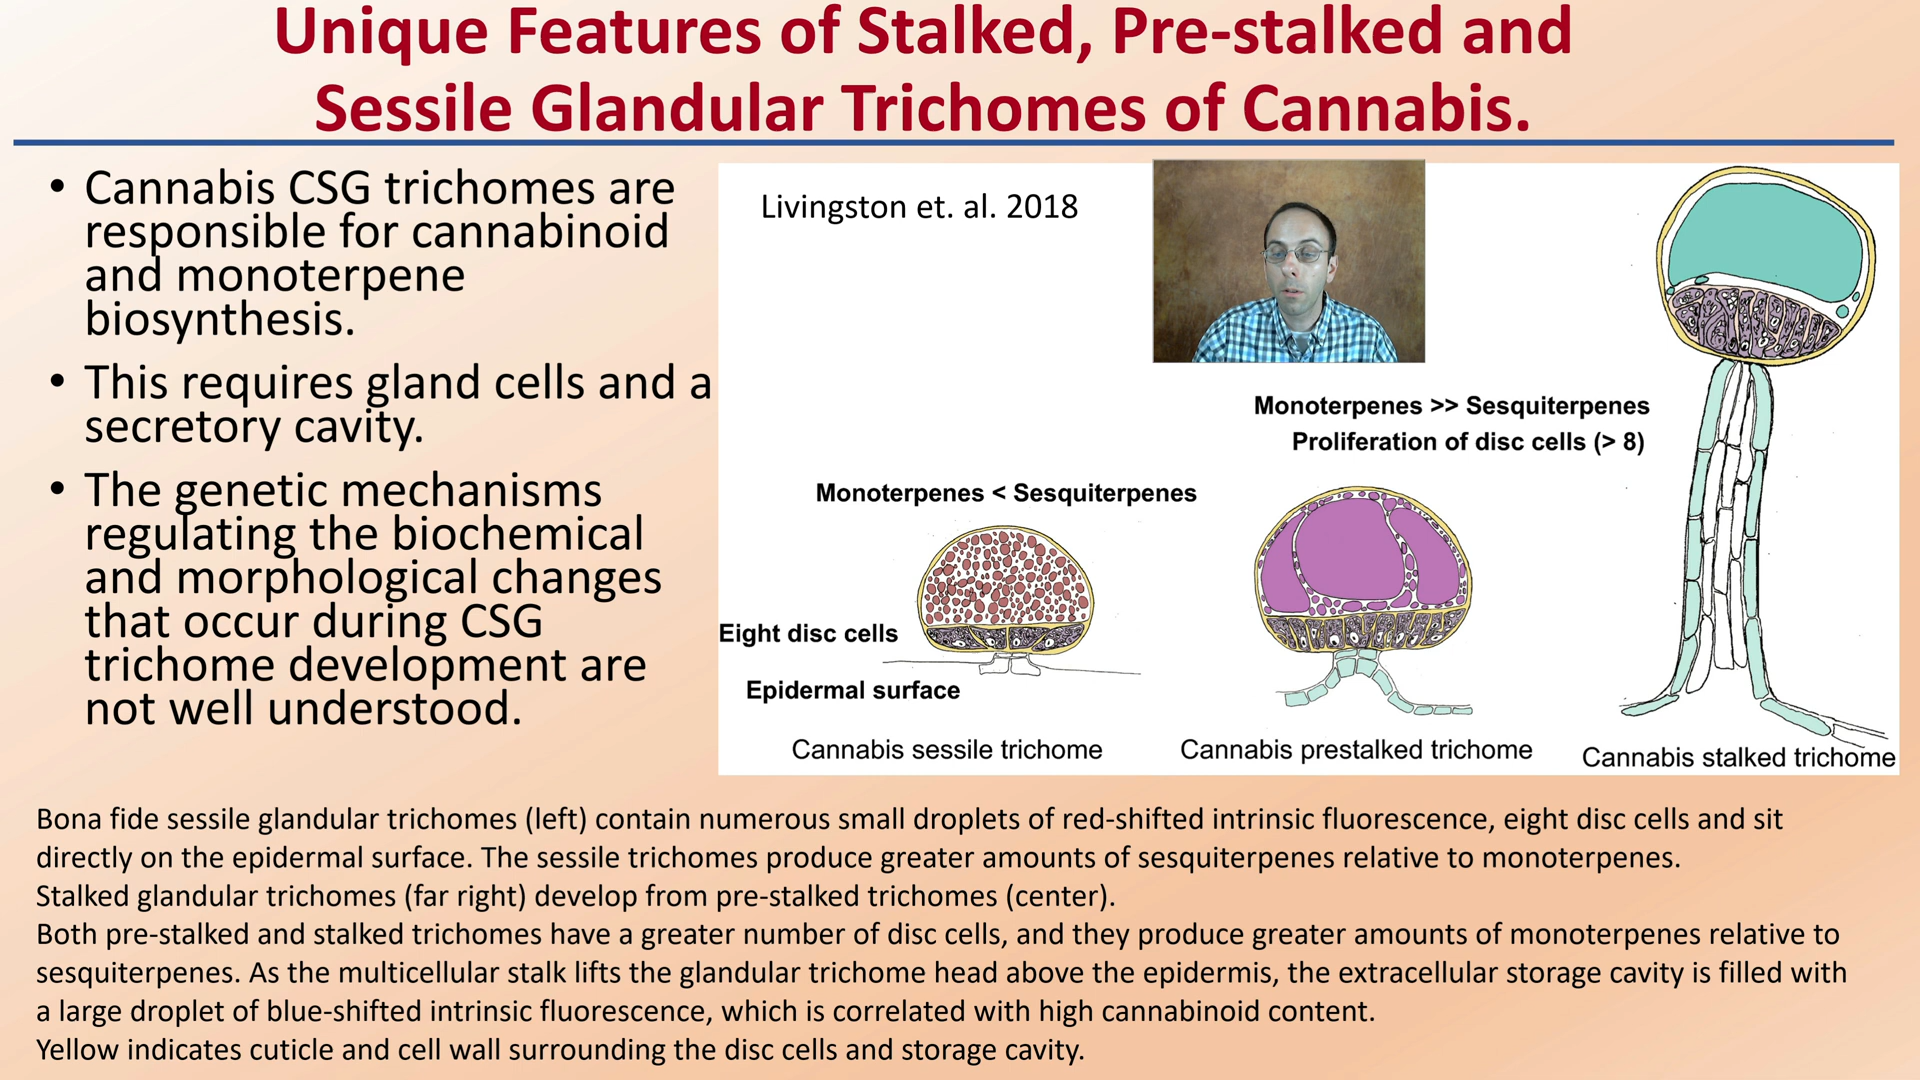 Unique Features of Stalked, Pre-stalked and
Sessile Glandular Trichomes of Cannabis.
• Cannabis CSG trichomes are
responsible for cannabinoid
and monoterpene
biosynthesis.
• This requires gland cells and a
secretory cavity.
• The genetic mechanisms
regulating the biochemical
and morphological changes
that occur during CSG
trichome development are
not well understood.
Livingston et. al. 2018
Monoterpenes >> Sesquiterpenes
Proliferation of disc cells (> 8)
Monoterpenes < Sesquiterpenes
Eight disc cells
Epidermal surface
Cannabis sessile trichome
Cannabis prestalked trichome
Cannabis stalked trichome
Bona fide sessile glandular trichomes (left) contain numerous small droplets of red-shifted intrinsic fluorescence, eight disc cells and sit
directly on the epidermal surface. The sessile trichomes produce greater amounts of sesquiterpenes relative to monoterpenes.
Stalked glandular trichomes (far right) develop from pre-stalked trichomes (center).
Both pre-stalked and stalked trichomes have a greater number of disc cells, and they produce greater amounts of monoterpenes relative to
sesquiterpenes. As the multicellular stalk lifts the glandular trichome head above the epidermis, the extracellular storage cavity is filled with
a large droplet of blue-shifted intrinsic fluorescence, which is correlated with high cannabinoid content.
Yellow indicates cuticle and cell wall surrounding the disc cells and storage cavity.